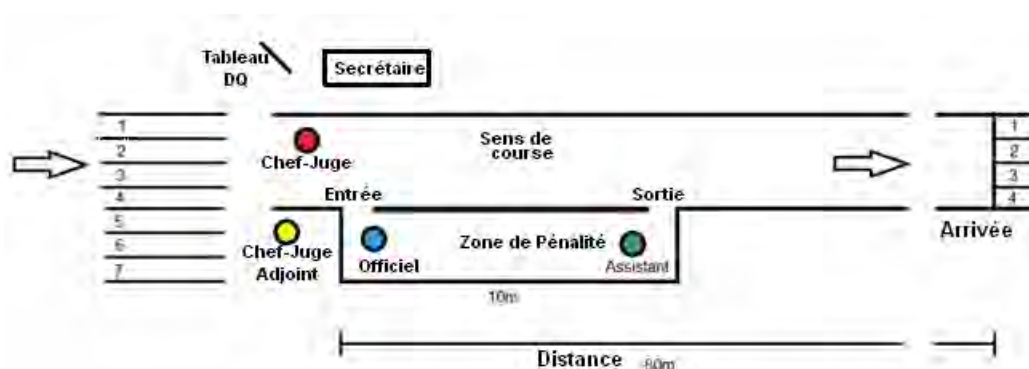 Tableau
DQ
Secrétaire
1
2
3
4
5
6
7
Chef-Juge
Sens de
course
1
2
3
4
Entrée
Sortie
Arrivée
Chef-Juge
Adjoint
Officiel
Zone de Pénalité
Assistant
10m
Distance